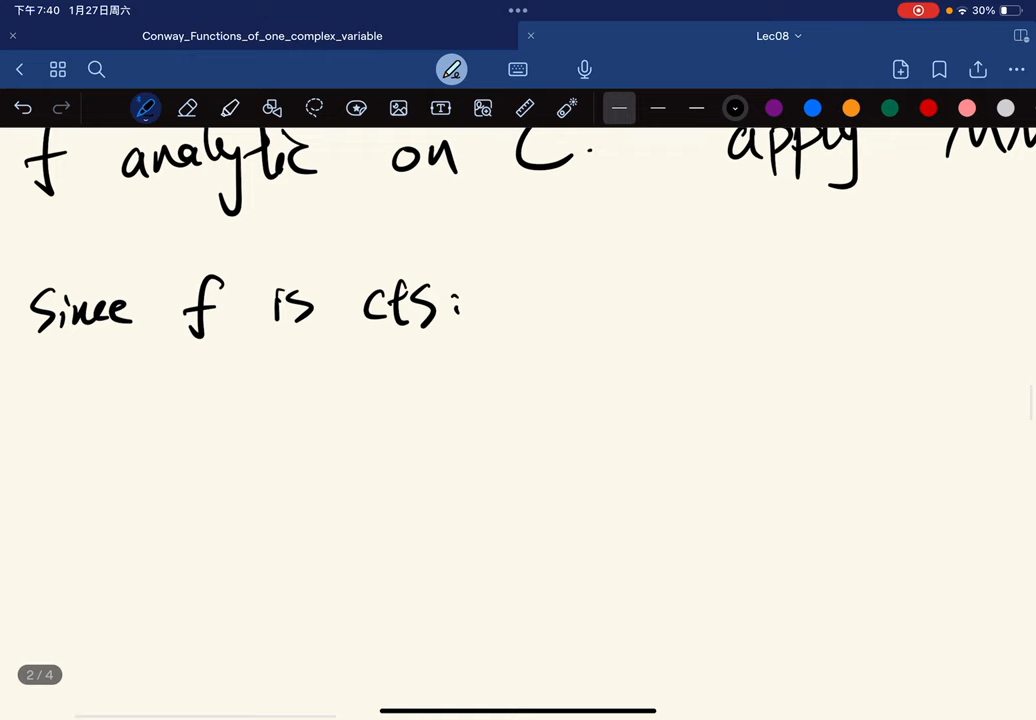 下午7:40 1月27日周六
30%
Conway_Functions_of_one_complex_variable
Lec08
f analytic on C. apply
since f is cts:
2 / 4